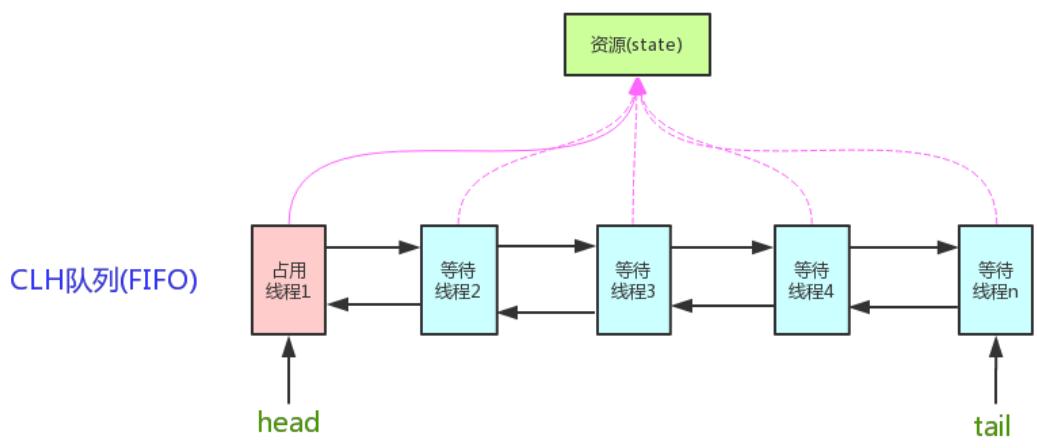 资源(state)
占用
线程1
等待
线程2
等待
线程3
等待
线程4
等待
线程n
CLH队列(FIFO)
head
tail